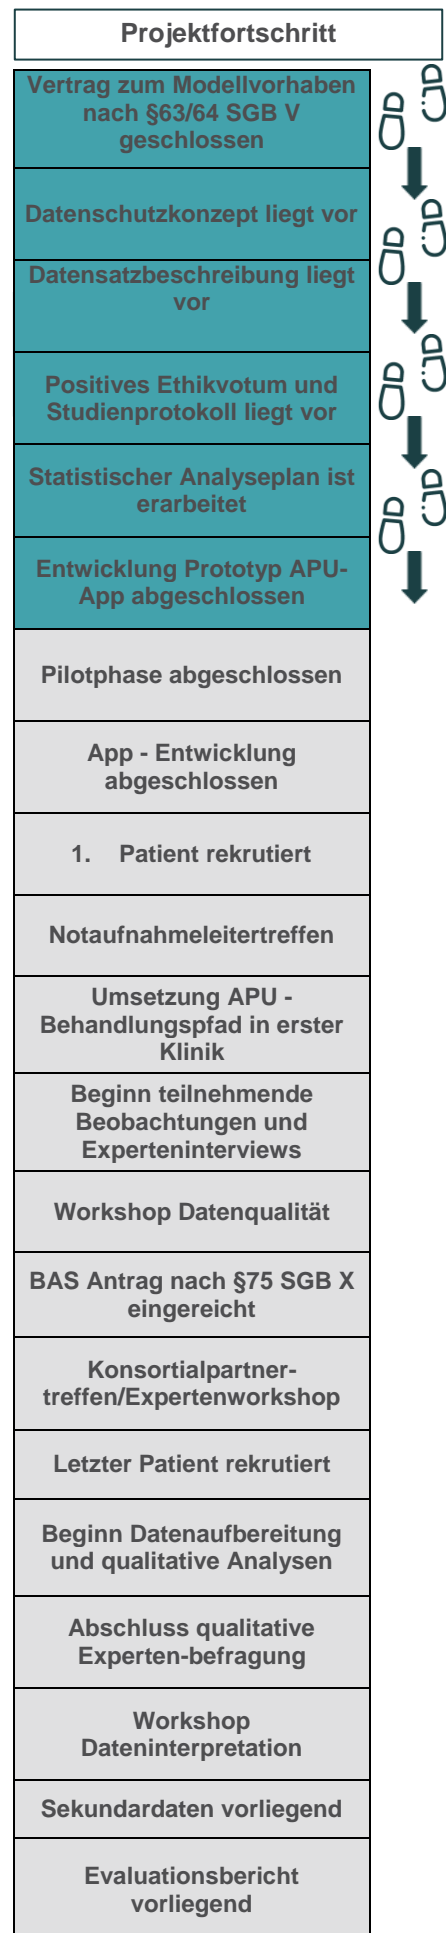 Projektfortschritt
Vertrag zum Modellvorhaben
nach §63/64 SGB V
geschlossen
Datenschutzkonzept liegt vor
Datensatzbeschreibung liegt
vor
Positives Ethikvotum und
Studienprotokoll liegt vor
Statistischer Analyseplan ist
erarbeitet
Entwicklung Prototyp APU-
App abgeschlossen
Pilotphase abgeschlossen
App - Entwicklung
abgeschlossen
1. Patient rekrutiert
Notaufnahmeleitertreffen
Umsetzung APU -
Behandlungspfad in erster
Klinik
Beginn teilnehmende
Beobachtungen und
Experteninterviews
Workshop Datenqualität
BAS Antrag nach §75 SGB X
eingereicht
Konsortialpartner-
treffen/Expertenworkshop
Letzter Patient rekrutiert
Beginn Datenaufbereitung
und qualitative Analysen
Abschluss qualitative
Experten-befragung
Workshop
Dateninterpretation
Sekundardaten vorliegend
Evaluationsbericht
vorliegend